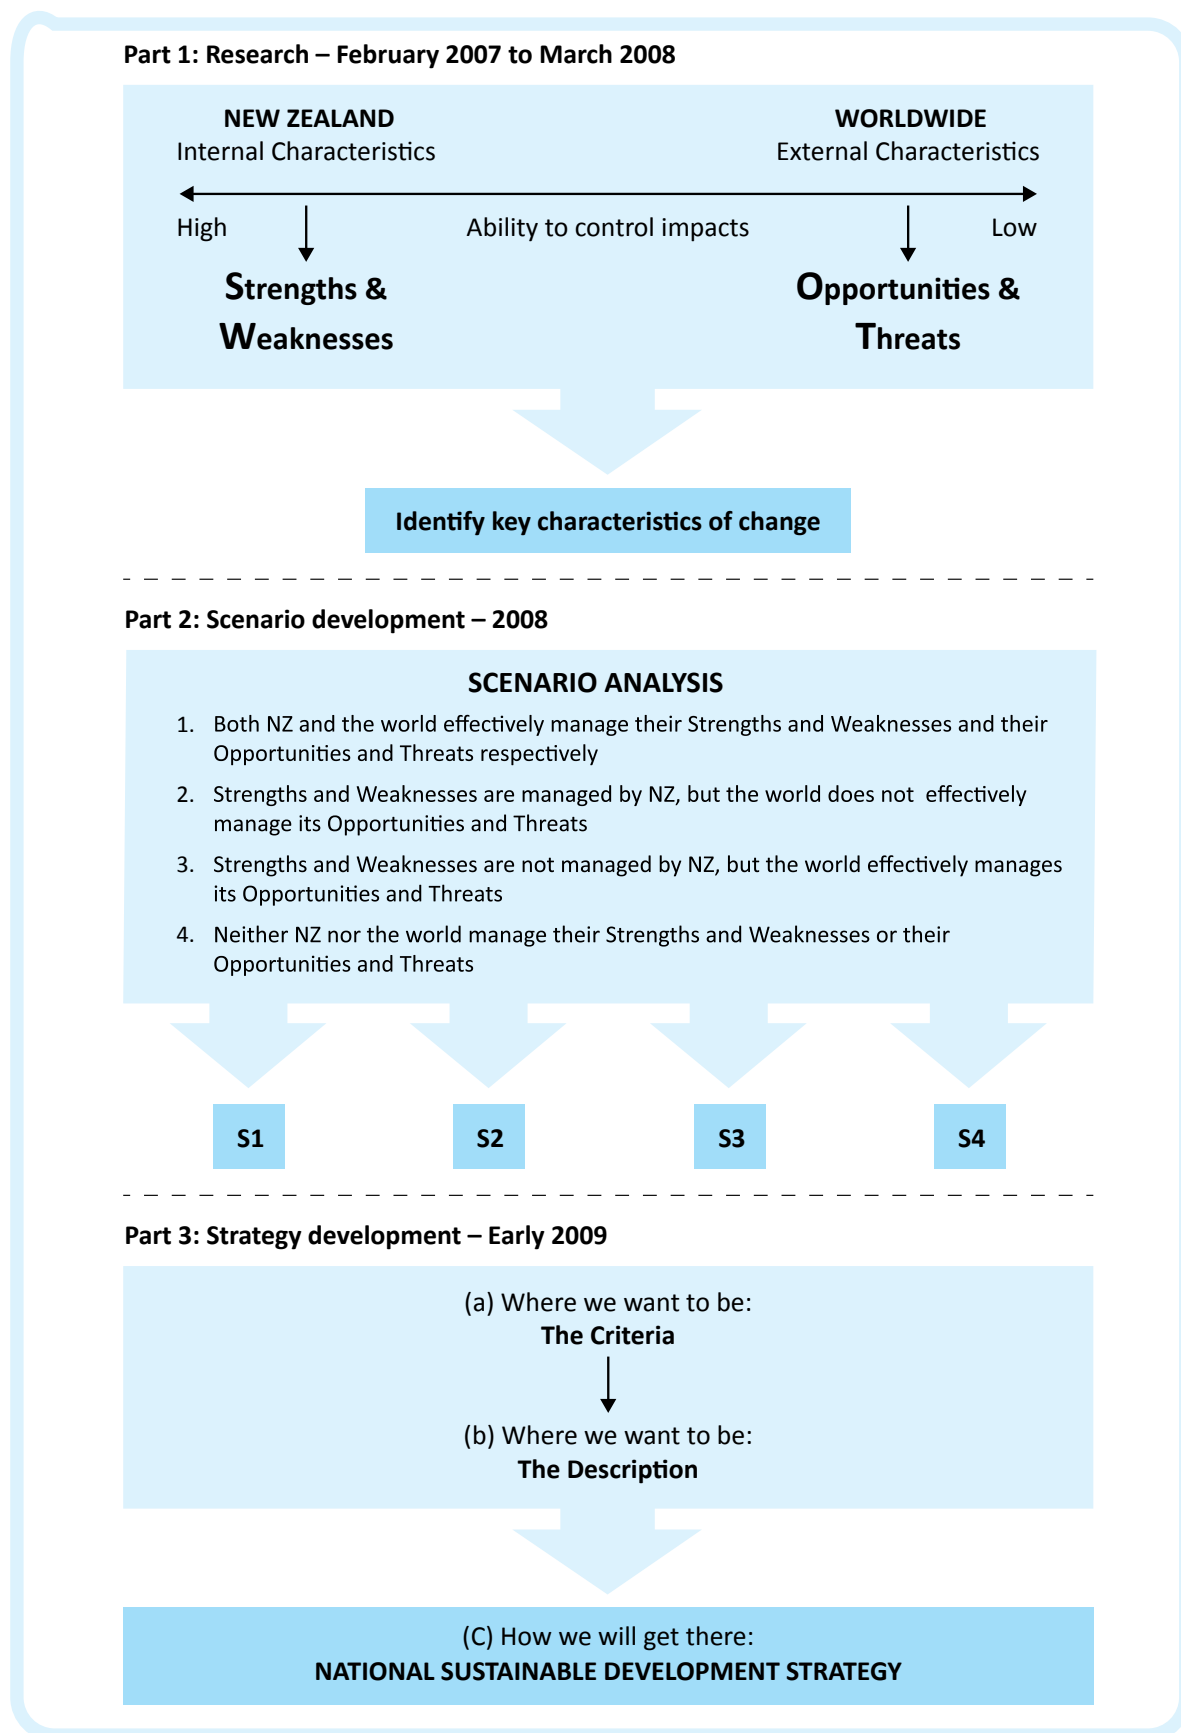 Part 1: Research – February 2007 to March 2008
NEW ZEALAND
Internal Characteristics
WORLDWIDE
External Characteristics
High
Ability to control impacts
Low
Strengths &
Weaknesses
Opportunities &
Threats
Identify key characteristics of change
Part 2: Scenario development – 2008
SCENARIO ANALYSIS
1. Both NZ and the world effectively manage their Strengths and Weaknesses and their
Opportunities and Threats respectively
2. Strengths and Weaknesses are managed by NZ, but the world does not effectively
manage its Opportunities and Threats
3. Strengths and Weaknesses are not managed by NZ, but the world effectively manages
its Opportunities and Threats
4. Neither NZ nor the world manage their Strengths and Weaknesses or their
Opportunities and Threats
S1
S2
S3
S4
Part 3: Strategy development – Early 2009
(a) Where we want to be:
The Criteria
(b) Where we want to be:
The Description
(C) How we will get there:
NATIONAL SUSTAINABLE DEVELOPMENT STRATEGY